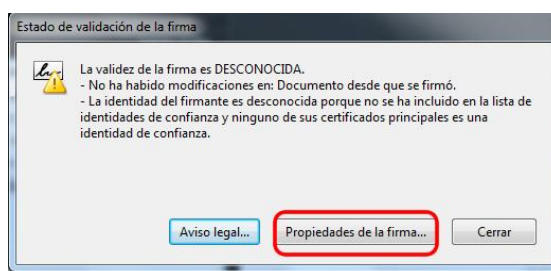 Estado de validación de la firma
La validez de la firma es DESCONOCIDA.
- No ha habido modificaciones en: Documento desde que se firmó.
- La identidad del firmante es desconocida porque no se ha incluido en la lista de
identidades de confianza y ninguno de sus certificados principales es una
identidad de confianza.
Aviso legal...
Propiedades de la firma...
Cerrar